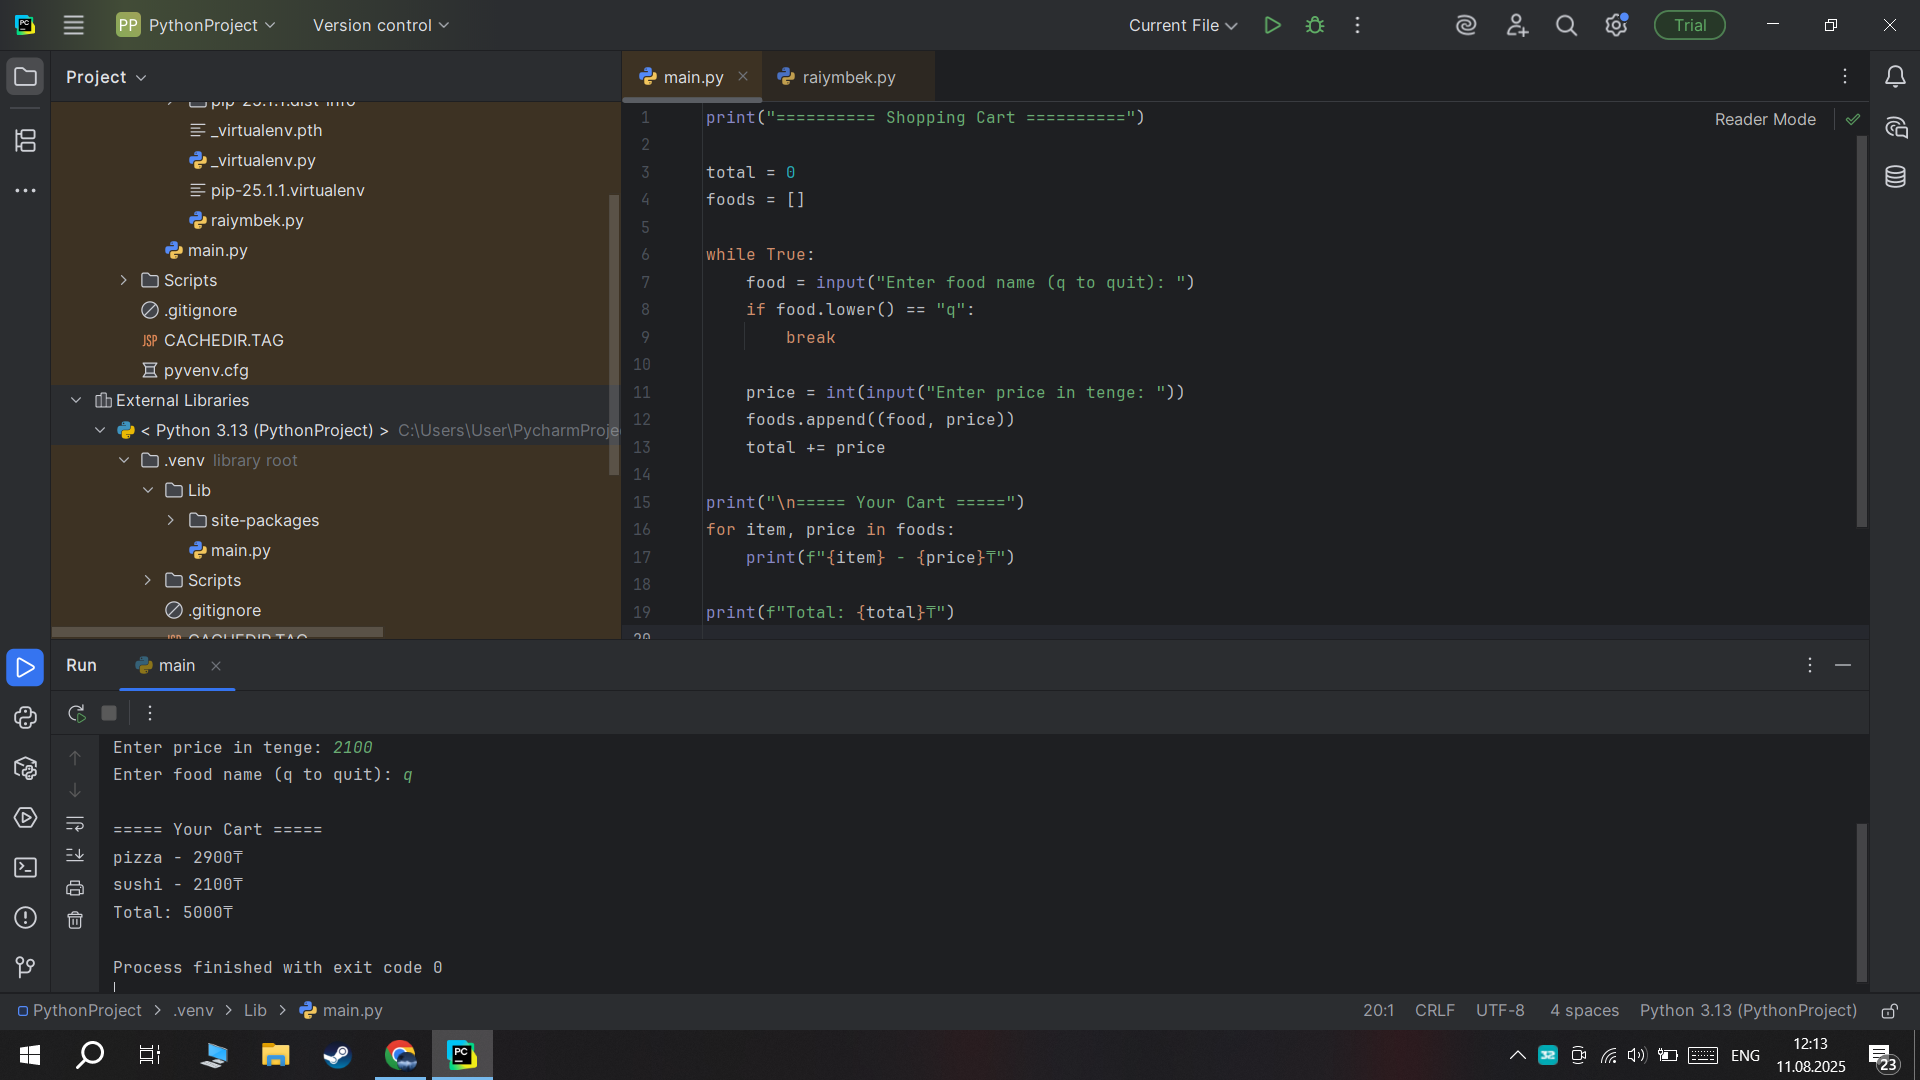 PC
PP PythonProject
Version control
Current File
Trial
Project
main.py
raiymbek.py
_virtualenv.pth
_virtualenv.py
pip-25.1.1.virtualenv
raiymbek.py
main.py
Scripts
.gitignore
JSP CACHEDIR.TAG
pyvenv.cfg
External Libraries
< Python 3.13 (PythonProject) > C:\Users\User\PycharmProje
.venv library root
Lib
site-packages
main.py
Scripts
.gitignore
CACHEDIR.TAG
Reader Mode
1 print("========== Shopping Cart ==========")
2
3 total = 0
4 foods = []
5
6 while True:
7     food = input("Enter food name (q to quit): ")
8     if food.lower() == "q":
9         break
10
11     price = int(input("Enter price in tenge: "))
12     foods.append((food, price))
13     total += price
14
15 print("\n===== Your Cart =====")
16 for item, price in foods:
17     print(f"{item} - {price}₸")
18
19 print(f"Total: {total}₸")
20
Run
main
Enter price in tenge: 2100
Enter food name (q to quit): q
===== Your Cart =====
pizza - 2900₸
sushi - 2100₸
Total: 5000₸
Process finished with exit code 0
PythonProject > .venv > Lib > main.py
20:1 CRLF UTF-8 4 spaces Python 3.13 (PythonProject)
PC
32
ENG
12:13
11.08.2025
23